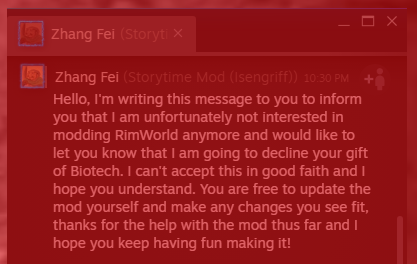 Zhang Fei (Storyti
Zhang Fei (Storytime Mod (Isengriff)) 10:30 PM
Hello, I'm writing this message to you to inform
you that I am unfortunately not interested in
modding RimWorld anymore and would like to
let you know that I am going to decline your gift
of Biotech. I can't accept this in good faith and I
hope you understand. You are free to update the
mod yourself and make any changes you see fit,
thanks for the help with the mod thus far and I
hope you keep having fun making it!